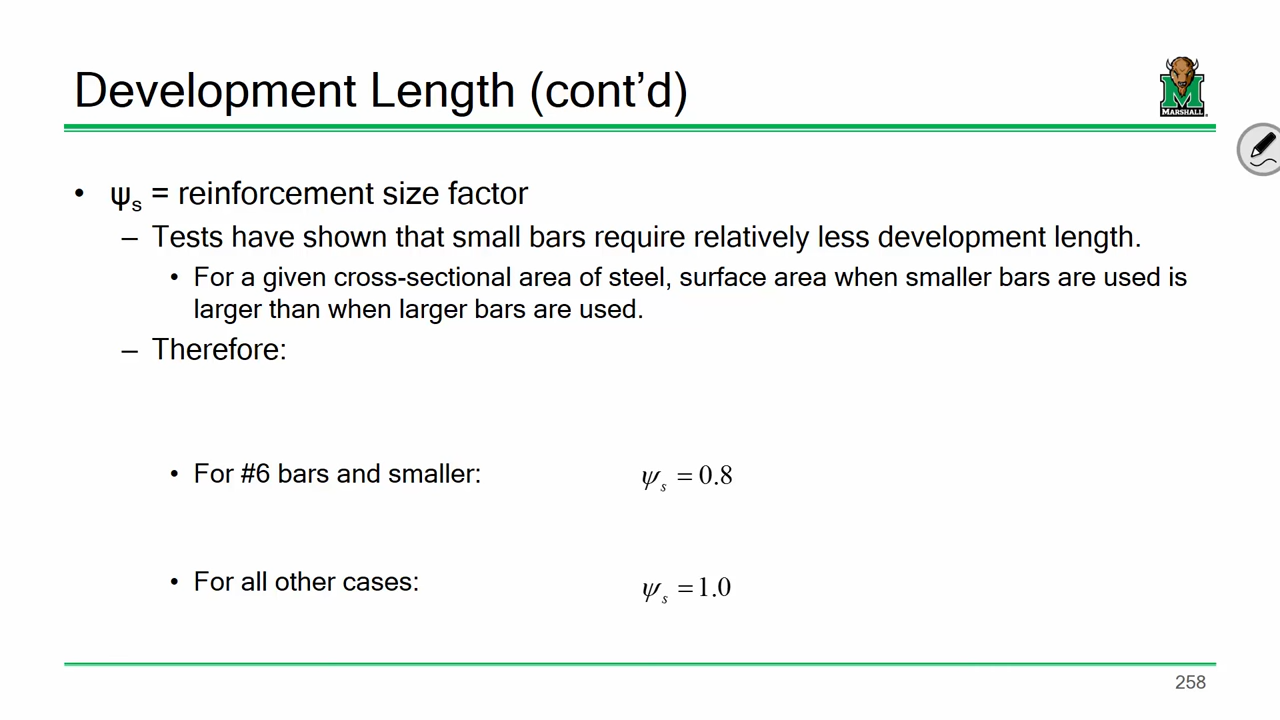 Development Length (cont’d)
MARSHALL
• ψs = reinforcement size factor
– Tests have shown that small bars require relatively less development length.
• For a given cross-sectional area of steel, surface area when smaller bars are used is
larger than when larger bars are used.
– Therefore:
• For #6 bars and smaller: ψs = 0.8
• For all other cases: ψs = 1.0
258